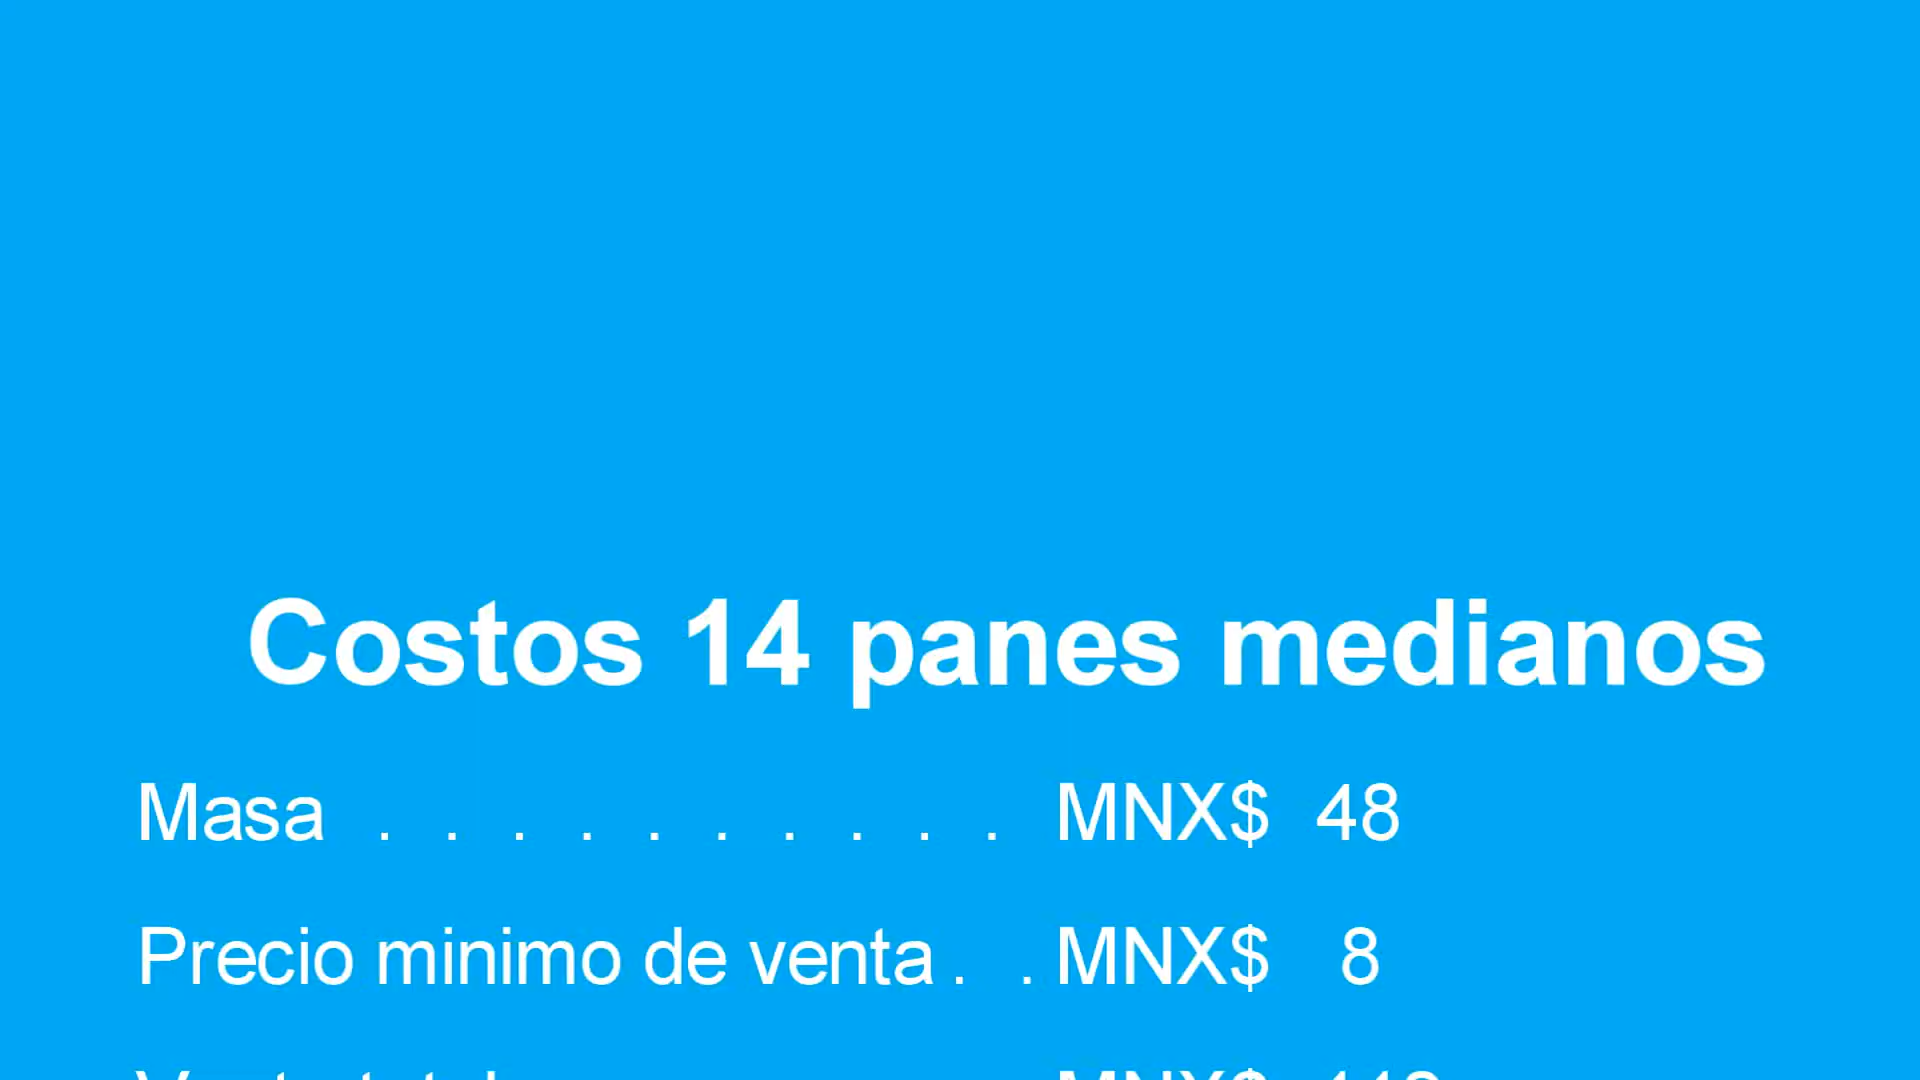 Costos 14 panes medianos
Masa . . . . . . . . . . MNX$ 48
Precio minimo de venta . . MNX$ 8